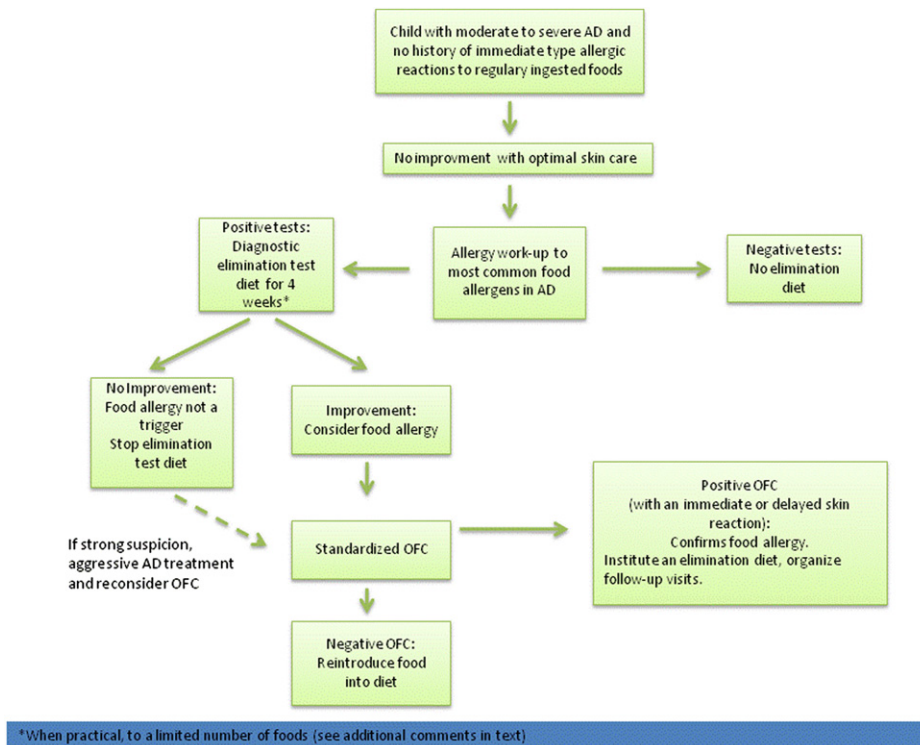 Child with moderate to severe AD and
no history of immediate type allergic
reactions to regulary ingested foods
No improvment with optimal skin care
Positive tests:
Diagnostic
elimination test
diet for 4
weeks*
Allergy work-up to
most common food
allergens in AD
Negative tests:
No elimination
diet
No Improvement:
Food allergy not a
trigger
Stop elimination
test diet
Improvement:
Consider food allergy
If strong suspicion,
aggressive AD treatment
and reconsider OFC
Standardized OFC
Positive OFC
(with an immediate or delayed skin
reaction):
Confirms food allergy.
Institute an elimination diet, organize
follow-up visits.
Negative OFC:
Reintroduce food
into diet
*When practical, to a limited number of foods (see additional comments in text)